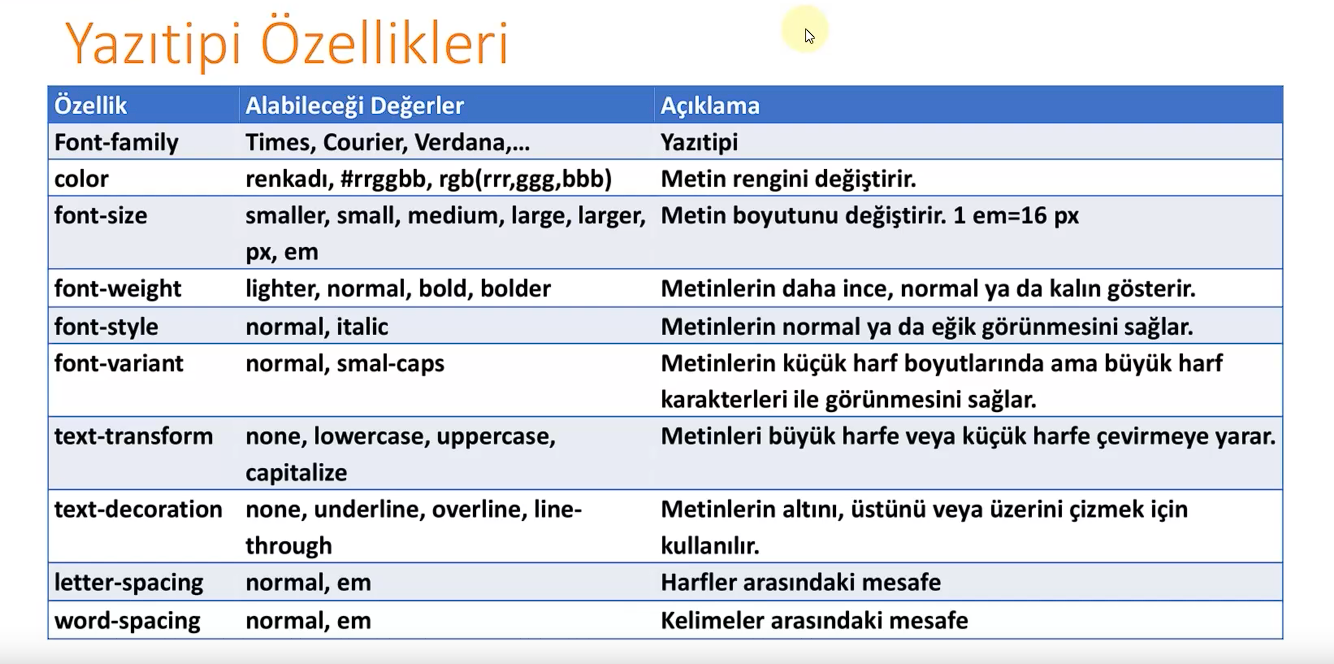 Yazıtipi Özellikleri
Özellik Alabileceği Değerler Açıklama
Font-family Times, Courier, Verdana,... Yazıtipi
color renkadı, #rrggbb, rgb(rrr,ggg,bbb) Metin rengini değiştirir.
font-size smaller, small, medium, large, larger, Metin boyutunu değiştirir. 1 em=16 px
px, em
font-weight lighter, normal, bold, bolder Metinlerin daha ince, normal ya da kalın gösterir.
font-style normal, italic Metinlerin normal ya da eğik görünmesini sağlar.
font-variant normal, smal-caps Metinlerin küçük harf boyutlarında ama büyük harf
karakterleri ile görünmesini sağlar.
text-transform none, lowercase, uppercase, Metinleri büyük harfe veya küçük harfe çevirmeye yarar.
capitalize
text-decoration none, underline, overline, line- Metinlerin altını, üstünü veya üzerini çizmek için
through kullanılır.
letter-spacing normal, em Harfler arasındaki mesafe
word-spacing normal, em Kelimeler arasındaki mesafe